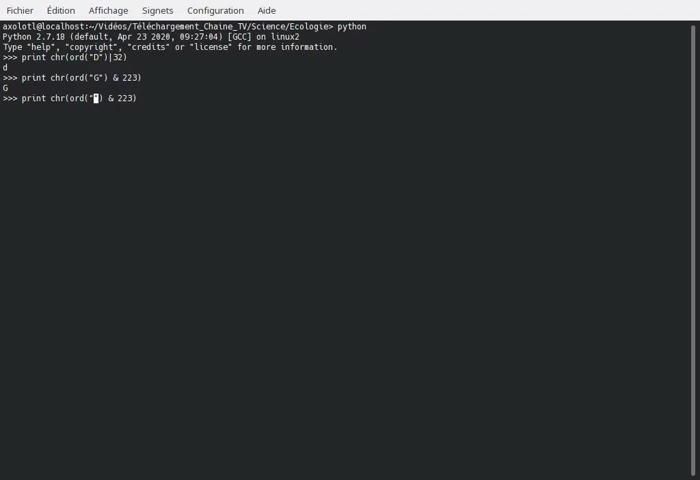 Fichier Édition Affichage Signets Configuration Aide
axolotl@localhost:~/Vidéos/Téléchargement_Chaine_TV/Science/Ecologie> python
Python 2.7.18 (default, Apr 23 2020, 09:27:04) [GCC] on linux2
Type "help", "copyright", "credits" or "license" for more information.
>>> print chr(ord("D")|32)
d
>>> print chr(ord("G") & 223)
G
>>> print chr(ord("") & 223)